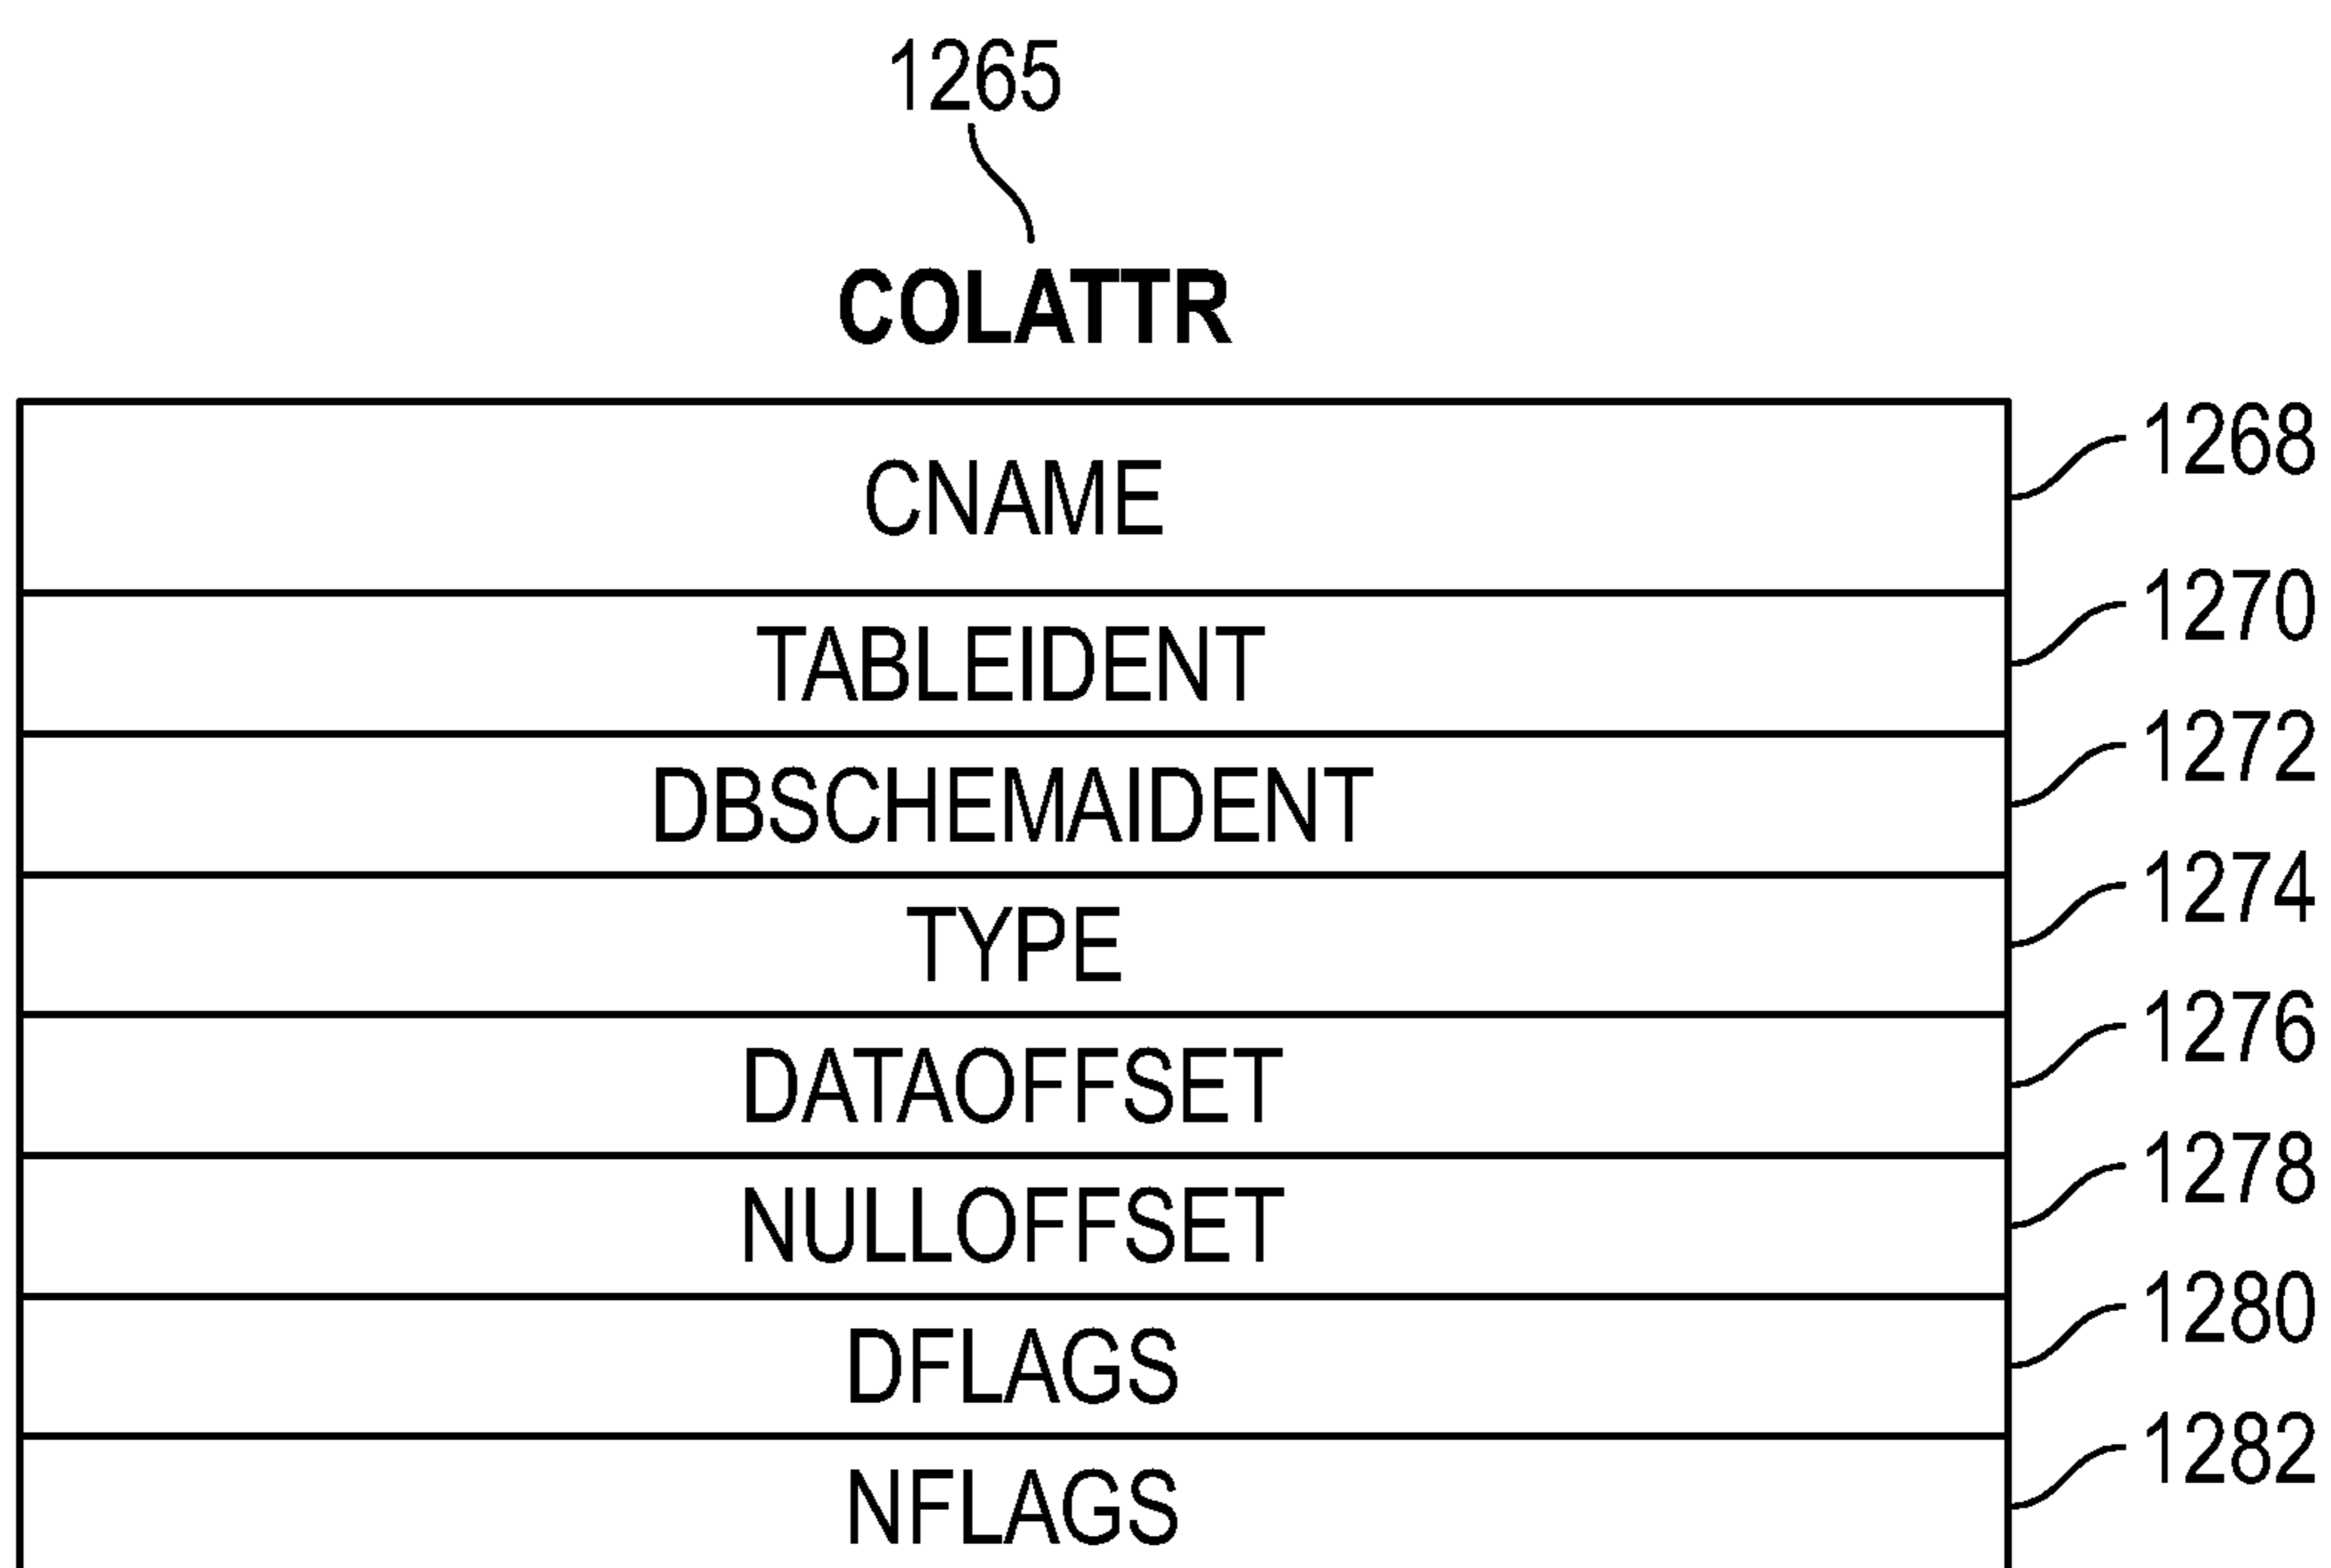 1265
COLATTR
CNAME 1268
TABLEIDENT 1270
DBSCHEMAIDENT 1272
TYPE 1274
DATAOFFSET 1276
NULLOFFSET 1278
DFLAGS 1280
NFLAGS 1282